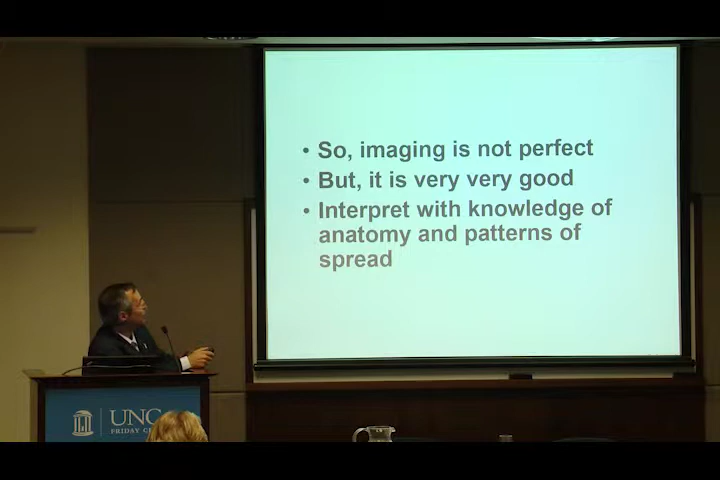 • So, imaging is not perfect
• But, it is very very good
• Interpret with knowledge of
anatomy and patterns of
spread
UNC
FRIDAY